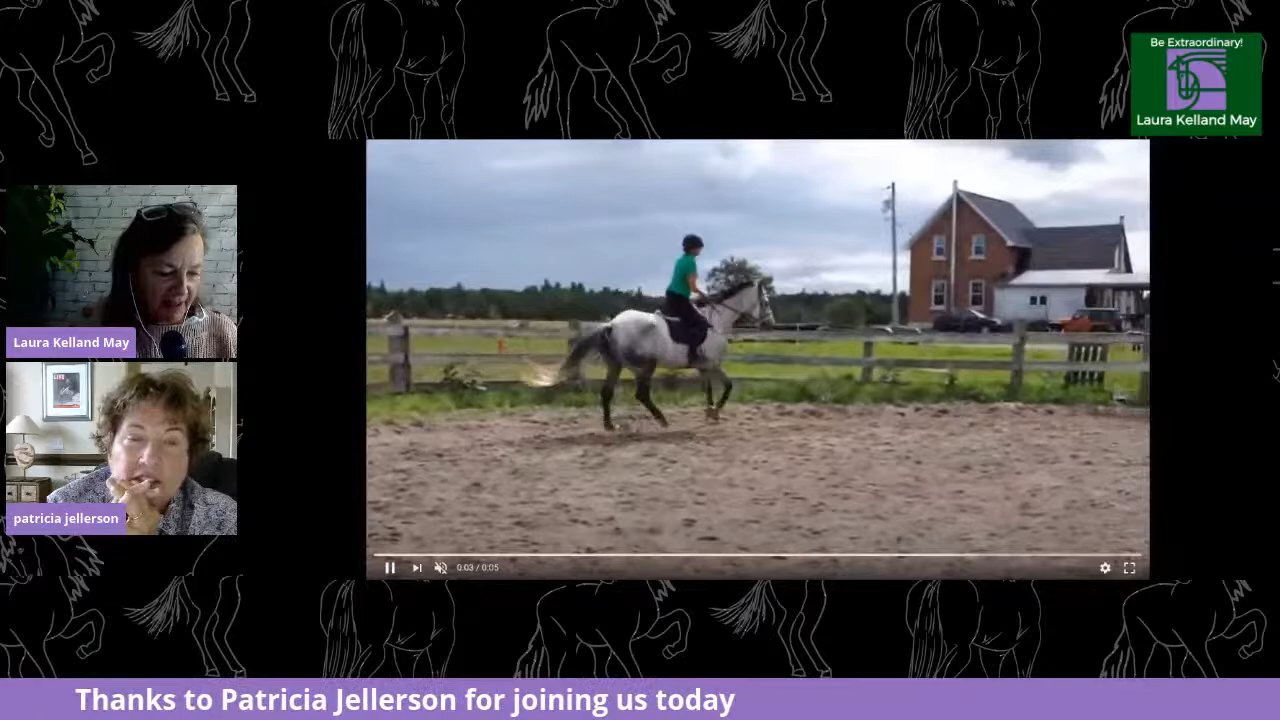 Be Extraordinary!
Laura Kelland May
Laura Kelland May
patricia jellerson
0:03 / 0:05
Thanks to Patricia Jellerson for joining us today